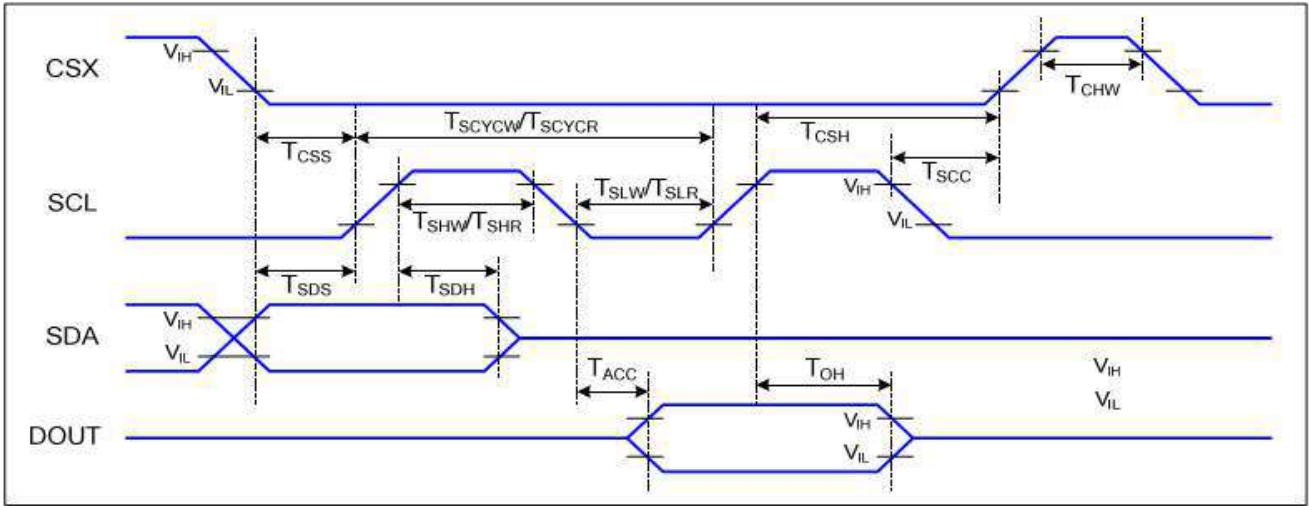 CSX
VIH
VIL
TCHW
TSCYCW/TSCYCR
TCSS
TCSH
TSCC
SCL
TSHW/TSHR
TSLW/TSLR
VIH
VIL
TSDS
TSDH
SDA
VIH
VIL
TACC
TOH
VIH
VIL
DOUT
VIH
VIL